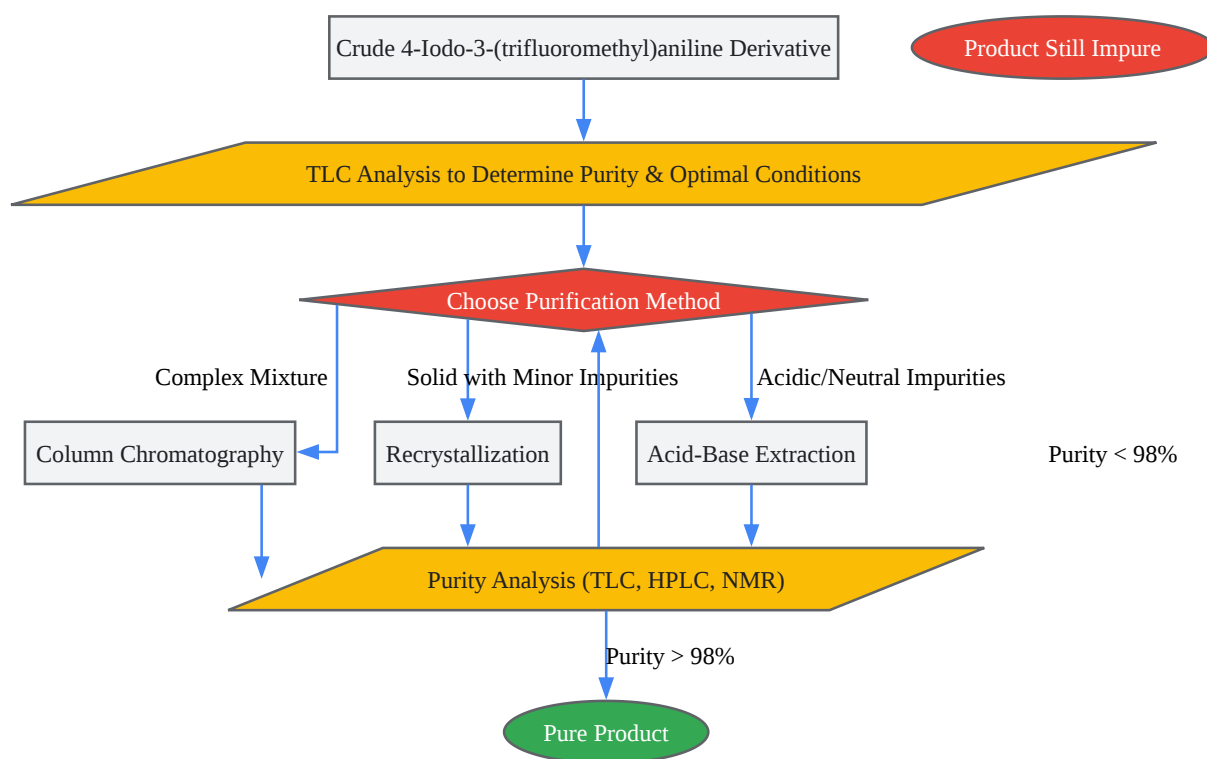 Crude 4-Iodo-3-(trifluoromethyl)aniline Derivative
Product Still Impure
TLC Analysis to Determine Purity & Optimal Conditions
Choose Purification Method
Complex Mixture
Solid with Minor Impurities
Acidic/Neutral Impurities
Column Chromatography
Recrystallization
Acid-Base Extraction
Purity < 98%
Purity Analysis (TLC, HPLC, NMR)
Purity > 98%
Pure Product